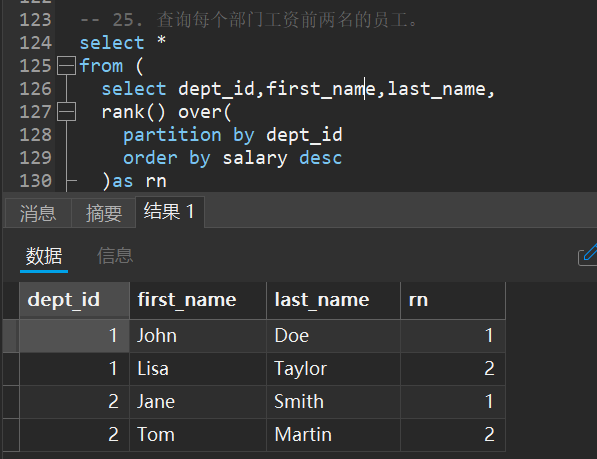 123 -- 25. 查询每个部门工资前两名的员工。
124 select *
125 from (
126 select dept_id,first_name,last_name,
127 rank() over(
128 partition by dept_id
129 order by salary desc
130 )as rn
消息 摘要 结果 1
数据 信息
dept_id first_name last_name rn
1 John Doe 1
1 Lisa Taylor 2
2 Jane Smith 1
2 Tom Martin 2